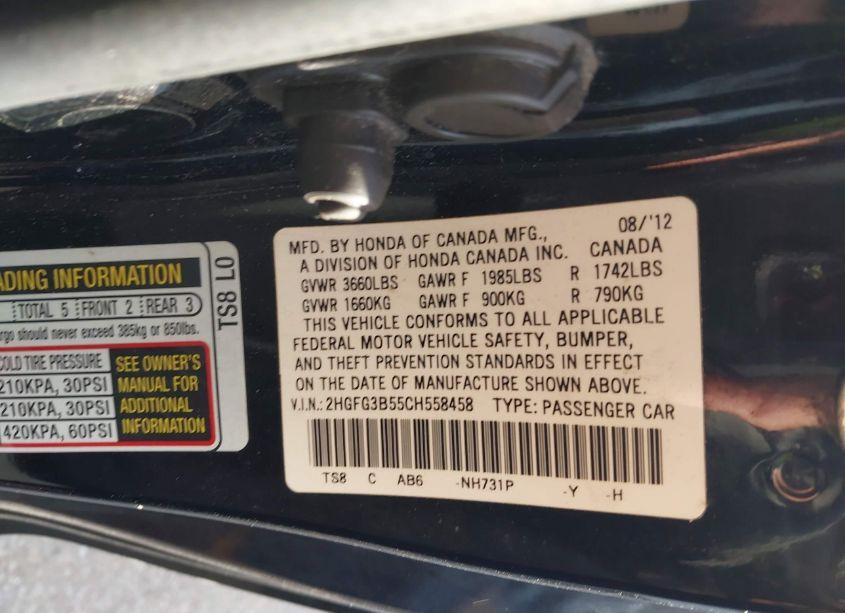 ADING INFORMATION
TOTAL 5 FRONT 2 REAR 3
rgo should never exceed 385kg or 850lbs.
COLD TIRE PRESSURE
210KPA, 30PSI
210KPA, 30PSI
420KPA, 60PSI
SEE OWNER'S
MANUAL FOR
ADDITIONAL
INFORMATION
TS8 L0
08/'12
MFD. BY HONDA OF CANADA MFG.,
A DIVISION OF HONDA CANADA INC. CANADA
GVWR 3660LBS GAWR F 1985LBS R 1742LBS
GVWR 1660KG GAWR F 900KG R 790KG
THIS VEHICLE CONFORMS TO ALL APPLICABLE
FEDERAL MOTOR VEHICLE SAFETY, BUMPER,
AND THEFT PREVENTION STANDARDS IN EFFECT
ON THE DATE OF MANUFACTURE SHOWN ABOVE.
V.I.N.: 2HGFG3B55CH558458 TYPE: PASSENGER CAR
TS8 C AB6 -NH731P -Y -H